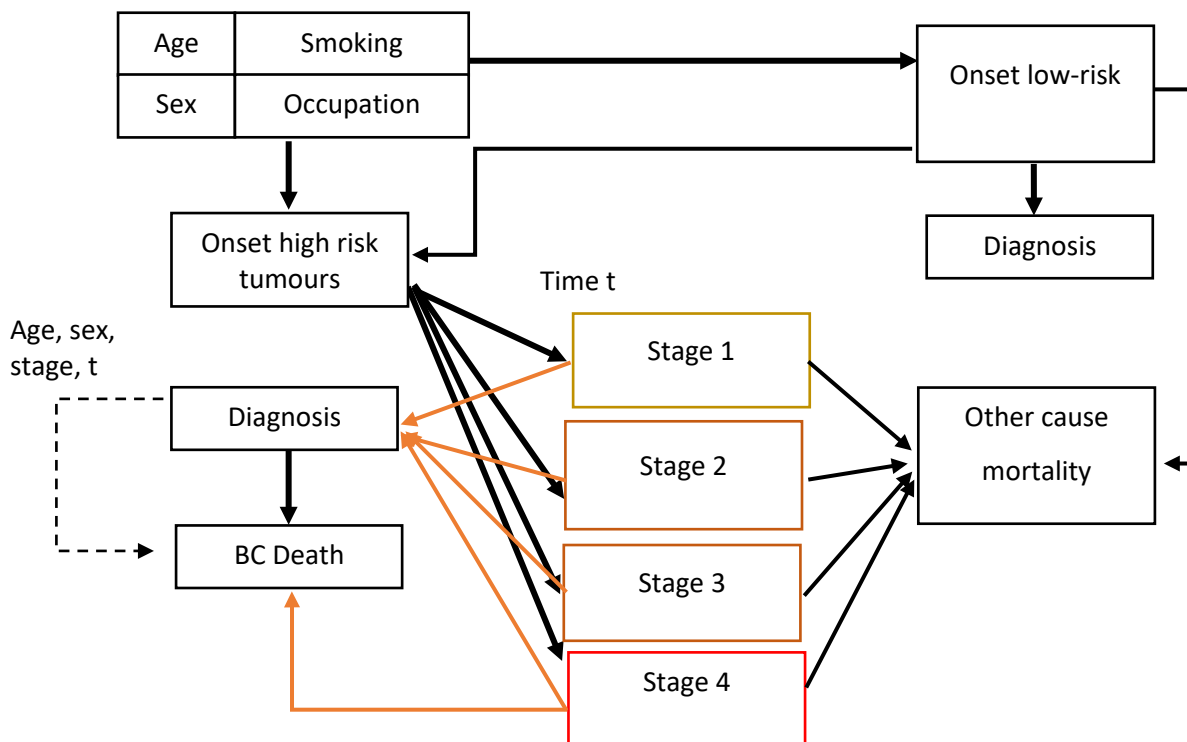 Age
Smoking
Sex
Occupation
Onset low-risk
Onset high risk
tumours
Diagnosis
Time t
Age, sex,
stage, t
Stage 1
Diagnosis
Other cause
mortality
Stage 2
BC Death
Stage 3
Stage 4